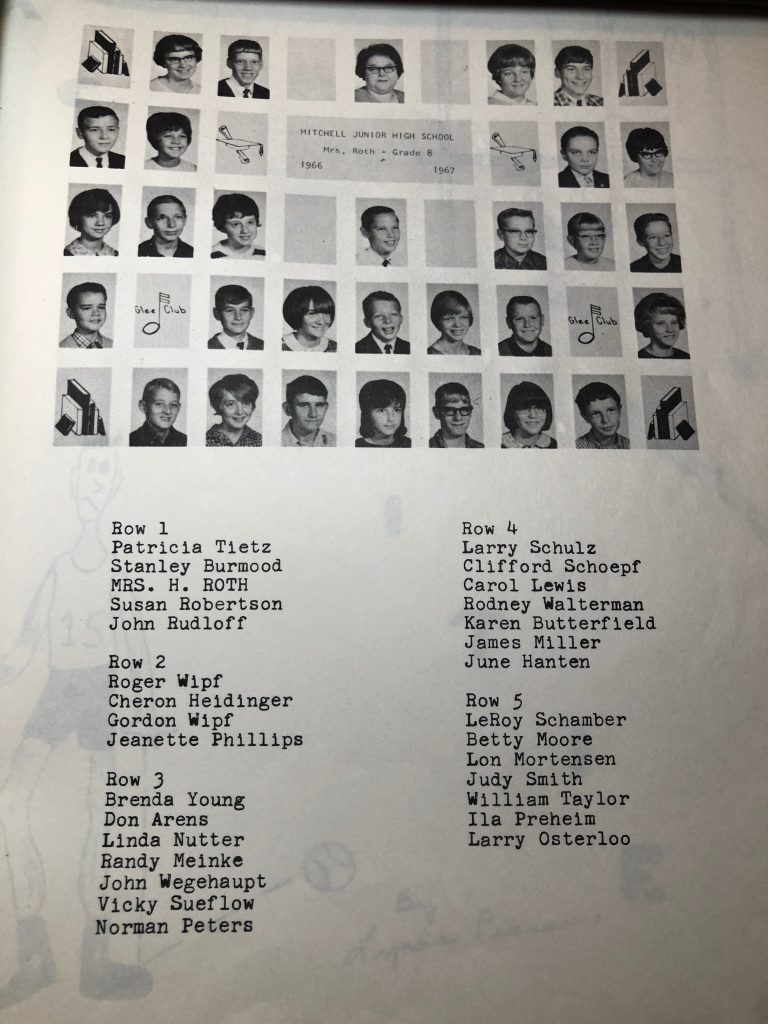 MITCHELL JUNIOR HIGH SCHOOL
Mrs. Roth - Grade 8
1966 1967
Glee Club
Glee Club
Row 1
Patricia Tietz
Stanley Burmood
MRS. H. ROTH
Susan Robertson
John Rudloff
Row 2
Roger Wipf
Cheron Heidinger
Gordon Wipf
Jeanette Phillips
Row 3
Brenda Young
Don Arens
Linda Nutter
Randy Meinke
John Wegehaupt
Vicky Sueflow
Norman Peters
Row 4
Larry Schulz
Clifford Schoepf
Carol Lewis
Rodney Walterman
Karen Butterfield
James Miller
June Hanten
Row 5
LeRoy Schamber
Betty Moore
Lon Mortensen
Judy Smith
William Taylor
Ila Preheim
Larry Osterloo
15
By